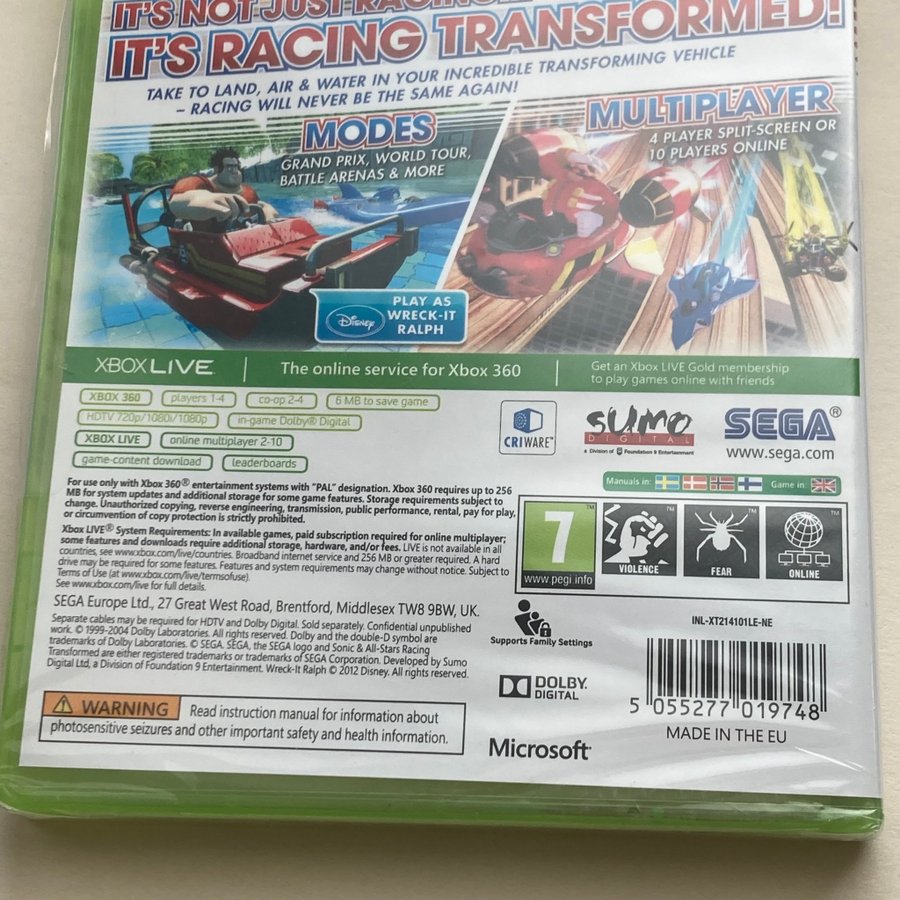 IT'S NOT JUST RACING
IT'S RACING TRANSFORMED!
TAKE TO LAND, AIR & WATER IN YOUR INCREDIBLE TRANSFORMING VEHICLE
– RACING WILL NEVER BE THE SAME AGAIN!
MODES
GRAND PRIX, WORLD TOUR,
BATTLE ARENAS & MORE
MULTIPLAYER
4 PLAYER SPLIT-SCREEN OR
10 PLAYERS ONLINE
Disney
PLAY AS
WRECK-IT
RALPH
XBOX LIVE
The online service for Xbox 360
Get an Xbox LIVE Gold membership
to play games online with friends
XBOX 360 players 1-4 co-op 2-4 6 MB to save game
HDTV 720p/1080i/1080p in-game Dolby® Digital
XBOX LIVE online multiplayer 2-10
game-content download leaderboards
CRIWARE™
SUMO
DIGITAL
a Division of Foundation 9 Entertainment
SEGA®
www.sega.com
Manuals in: Game in:
For use only with Xbox 360® entertainment systems with "PAL" designation. Xbox 360 requires up to 256
MB for system updates and additional storage for some game features. Storage requirements subject to
change. Unauthorized copying, reverse engineering, transmission, public performance, rental, pay for play,
or circumvention of copy protection is strictly prohibited.
Xbox LIVE® System Requirements: In available games, paid subscription required for online multiplayer;
some features and downloads require additional storage, hardware, and/or fees. LIVE is not available in all
countries, see www.xbox.com/live/countries. Broadband internet service and 256 MB or greater required. A hard
drive may be required for some features. Features and system requirements may change without notice. Subject to
Terms of Use (at www.xbox.com/live/termsofuse).
See www.xbox.com/live for full details.
7
www.pegi.info
VIOLENCE
FEAR
ONLINE
SEGA Europe Ltd., 27 Great West Road, Brentford, Middlesex TW8 9BW, UK.
Separate cables may be required for HDTV and Dolby Digital. Sold separately. Confidential unpublished
work. © 1999-2004 Dolby Laboratories. All rights reserved. Dolby and the double-D symbol are
trademarks of Dolby Laboratories. © SEGA. SEGA, the SEGA logo and Sonic & All-Stars Racing
Transformed are either registered trademarks or trademarks of SEGA Corporation. Developed by Sumo
Digital Ltd, a Division of Foundation 9 Entertainment. Wreck-It Ralph © 2012 Disney. All rights reserved.
Supports Family Settings
INL-XT214101LE-NE
DOLBY.
DIGITAL
5 055277 019748
MADE IN THE EU
WARNING Read instruction manual for information about
photosensitive seizures and other important safety and health information.
Microsoft®